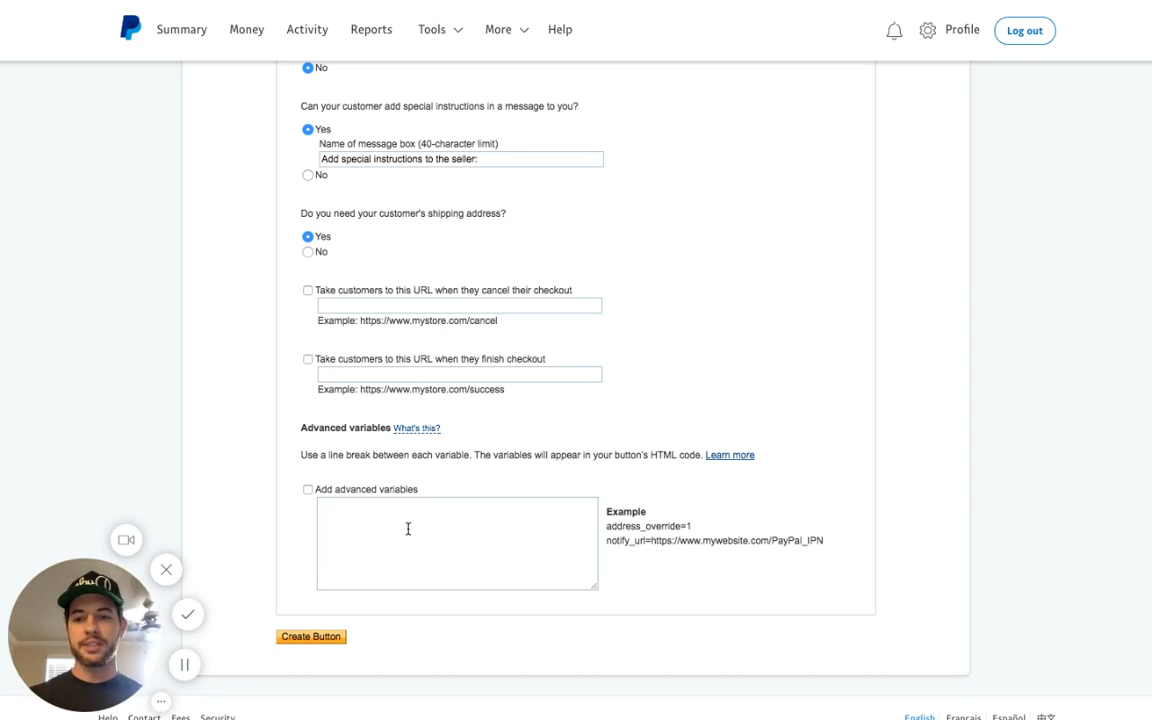 Summary Money Activity Reports Tools More Help Profile Log out
No
Can your customer add special instructions in a message to you?
Yes
Name of message box (40-character limit)
Add special instructions to the seller:
No
Do you need your customer's shipping address?
Yes
No
Take customers to this URL when they cancel their checkout
Example: https://www.mystore.com/cancel
Take customers to this URL when they finish checkout
Example: https://www.mystore.com/success
Advanced variables What's this?
Use a line break between each variable. The variables will appear in your button's HTML code. Learn more
Add advanced variables
Example
address_override=1
notify_url=https://www.mywebsite.com/PayPal_IPN
Create Button
Help Contact Fees Security English Français Español 中文